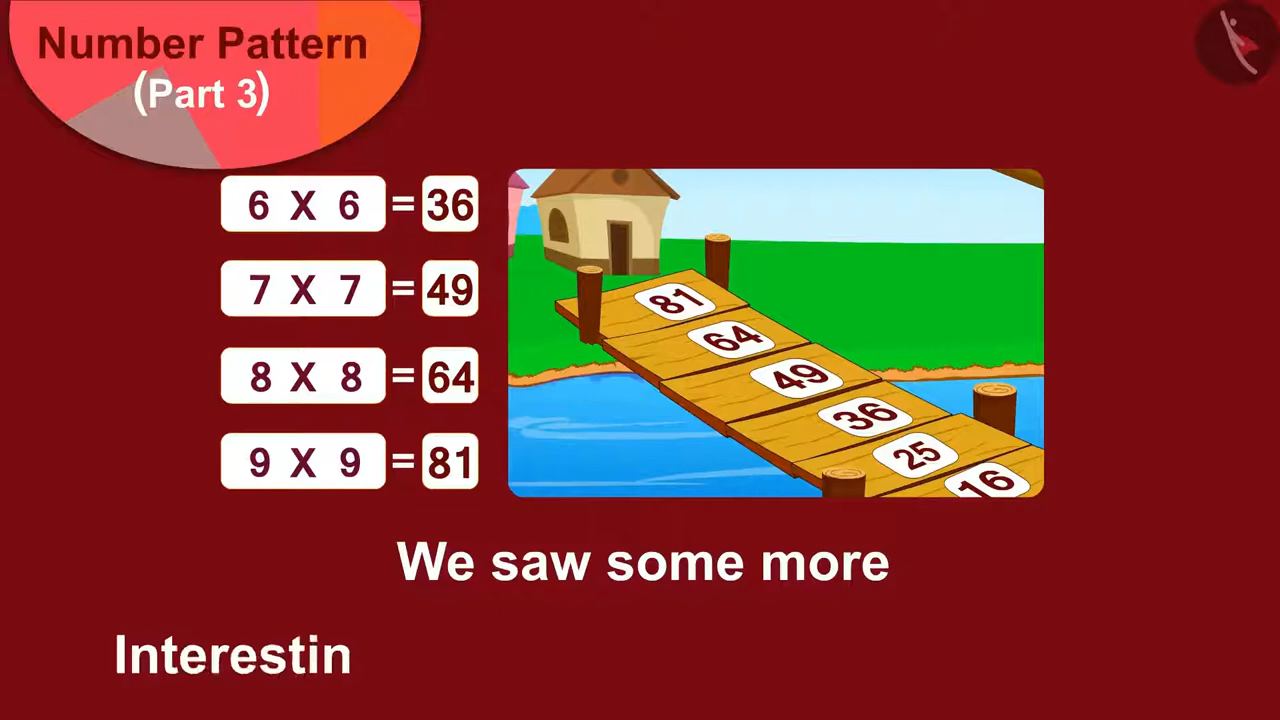 Number Pattern
(Part 3)
6 X 6 = 36
7 X 7 = 49
8 X 8 = 64
9 X 9 = 81
81
64
49
36
25
16
We saw some more
Interestin